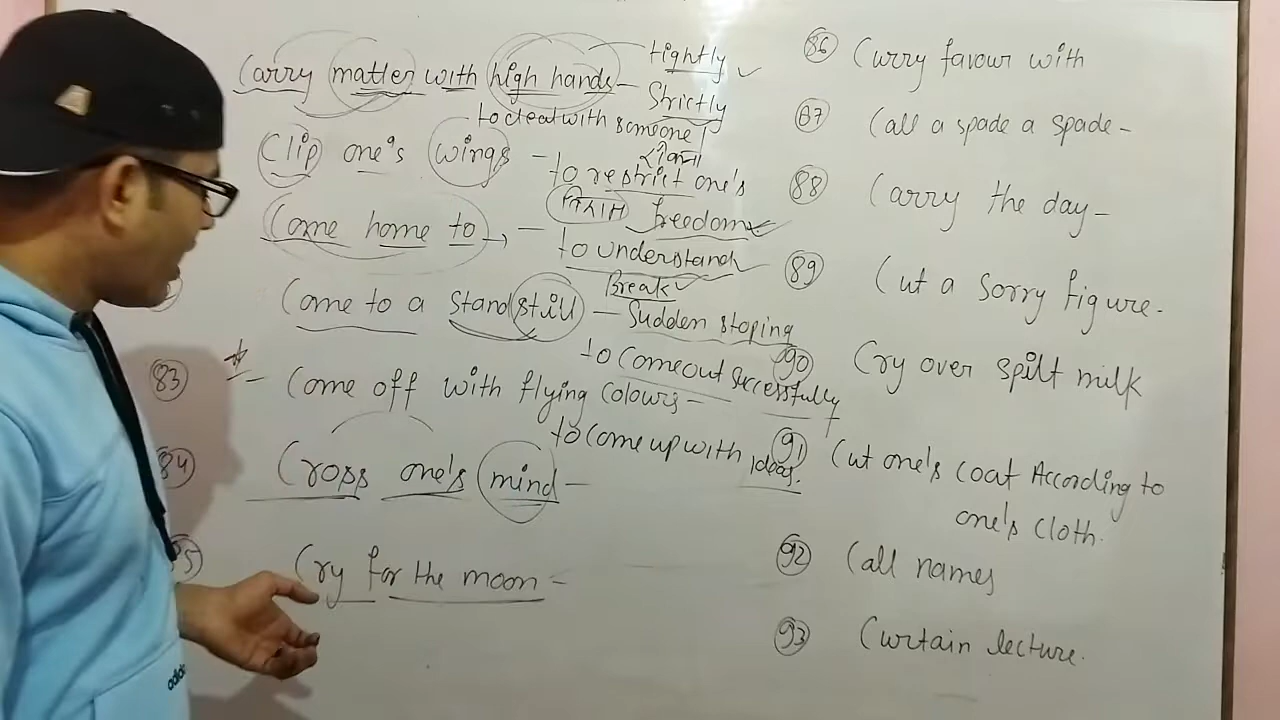 Carry matter with high hands - tightly
Strictly
to deal with someone
रोकना
Clip one's wings - to restrict one's
freedom
Come home to, - to understand
Break
Come to a Standstill - Sudden stoping
83 - Come off with flying Colours - to comeout successfully
84 Cross one's mind - to come up with ideas.
85 Cry for the moon -
86 Curry favour with
87 Call a spade a spade -
88 Carry the day -
89 Cut a Sorry figure.
90 Cry over spilt milk
91 Cut one's coat According to
one's cloth.
92 Call names
93 Curtain lecture.
adidas